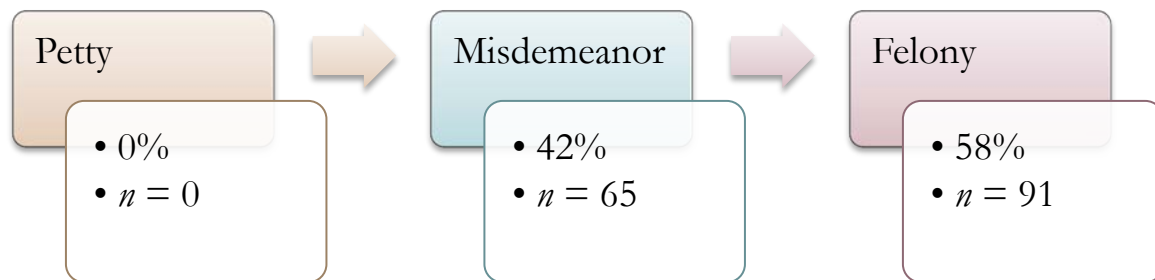 Petty
• 0%
• n = 0
Misdemeanor
• 42%
• n = 65
Felony
• 58%
• n = 91